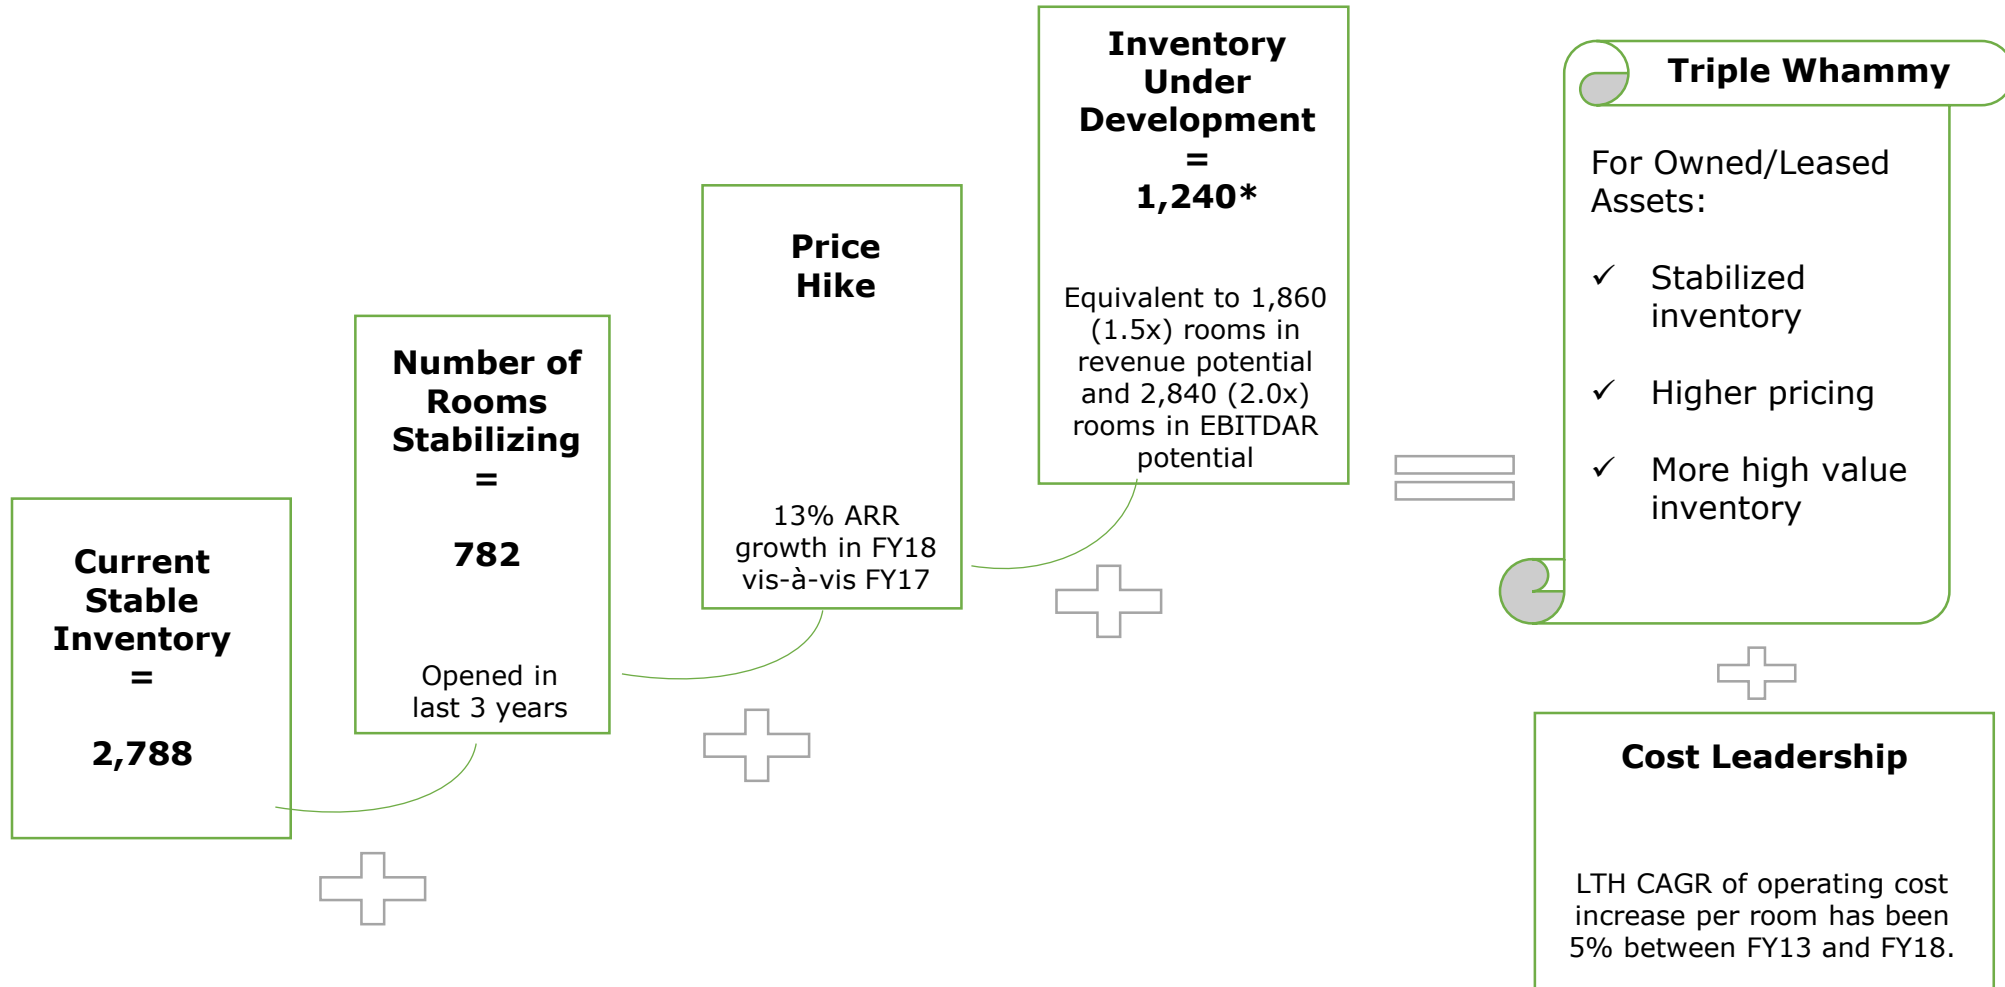 Current
Stable
Inventory
=
2,788
Number of
Rooms
Stabilizing
=
782
Opened in
last 3 years
Price
Hike
13% ARR
growth in FY18
vis-à-vis FY17
Inventory
Under
Development
=
1,240*
Equivalent to 1,860
(1.5x) rooms in
revenue potential
and 2,840 (2.0x)
rooms in EBITDAR
potential
Triple Whammy
For Owned/Leased
Assets:
✓ Stabilized
inventory
✓ Higher pricing
✓ More high value
inventory
Cost Leadership
LTH CAGR of operating cost
increase per room has been
5% between FY13 and FY18.